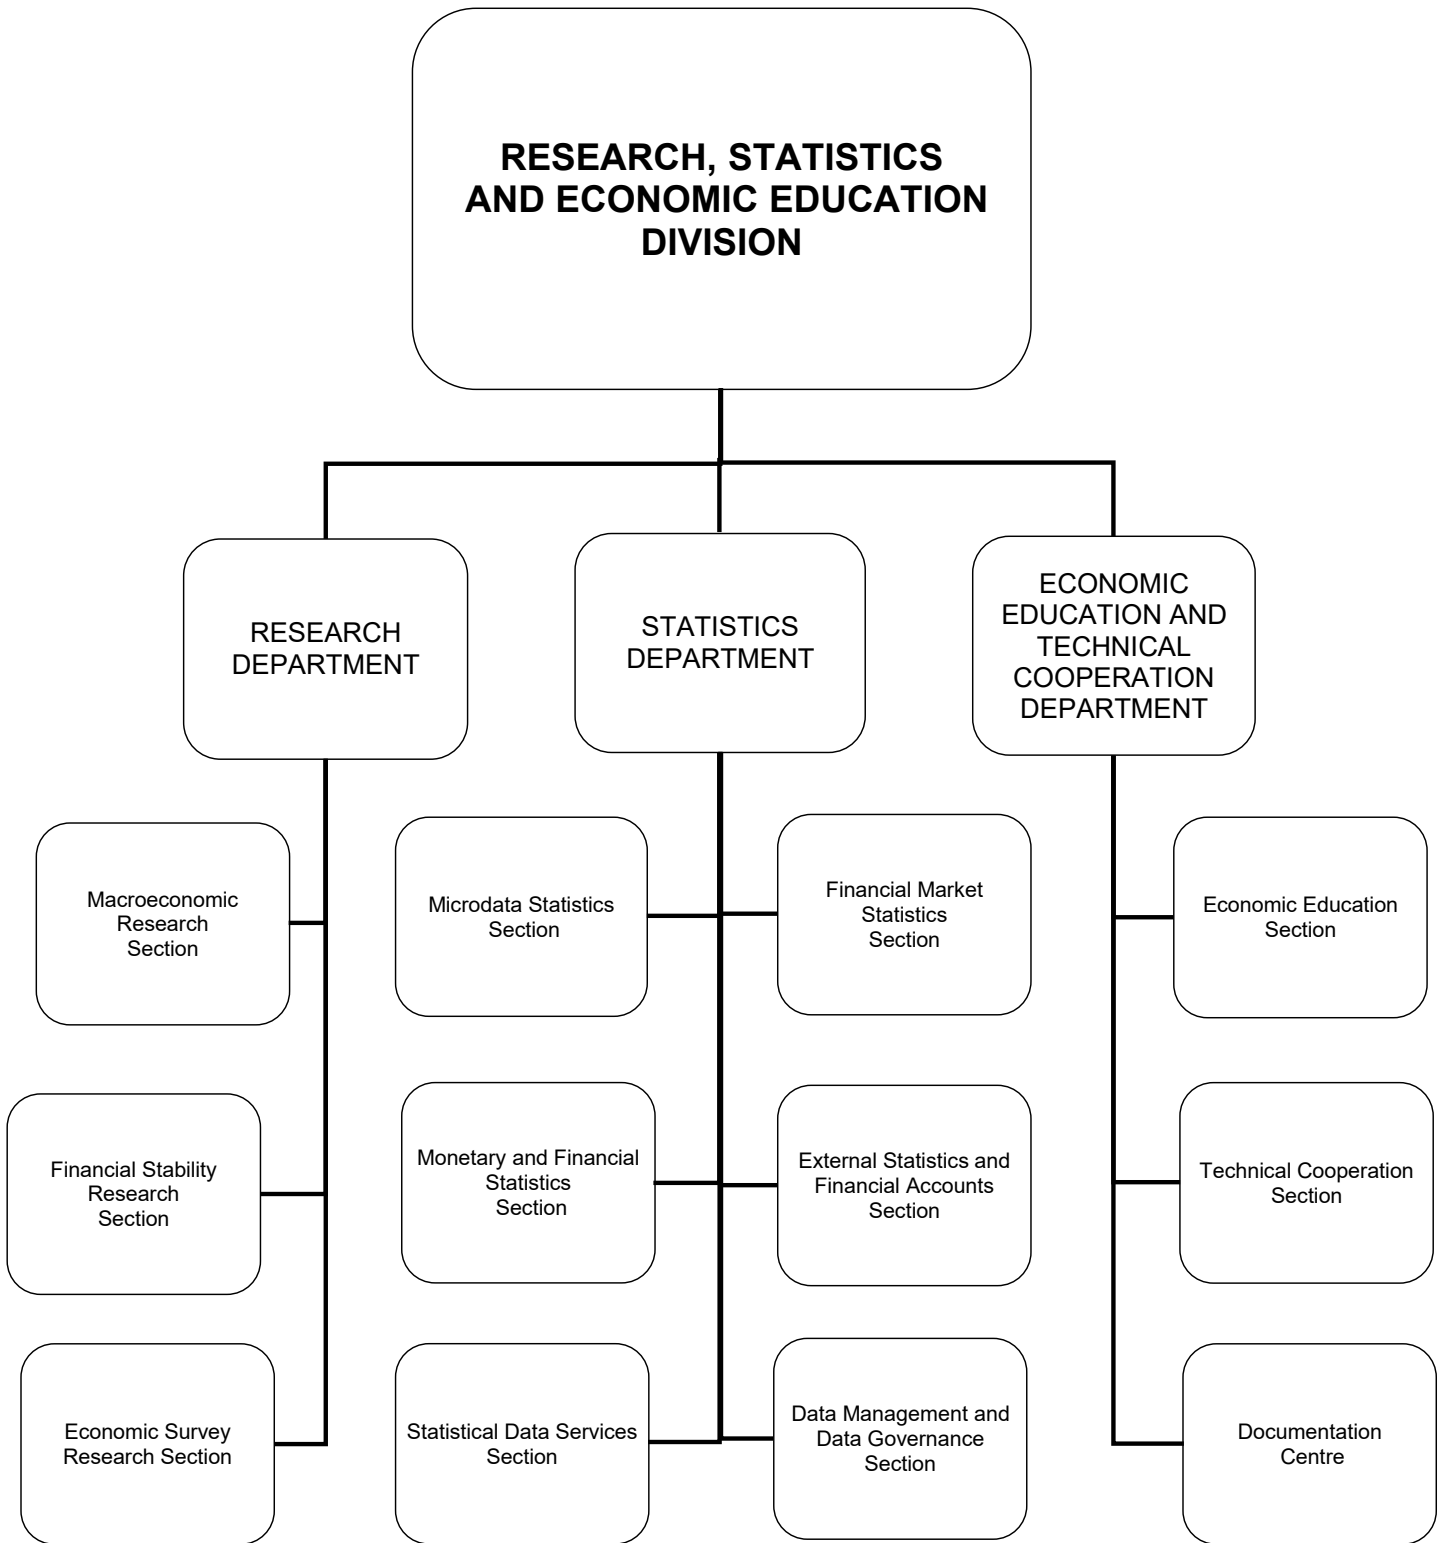 RESEARCH, STATISTICS
AND ECONOMIC EDUCATION
DIVISION
RESEARCH
DEPARTMENT
STATISTICS
DEPARTMENT
ECONOMIC
EDUCATION AND
TECHNICAL
COOPERATION
DEPARTMENT
Macroeconomic
Research
Section
Microdata Statistics
Section
Financial Market
Statistics
Section
Economic Education
Section
Financial Stability
Research
Section
Monetary and Financial
Statistics
Section
External Statistics and
Financial Accounts
Section
Technical Cooperation
Section
Economic Survey
Research Section
Statistical Data Services
Section
Data Management and
Data Governance
Section
Documentation
Centre